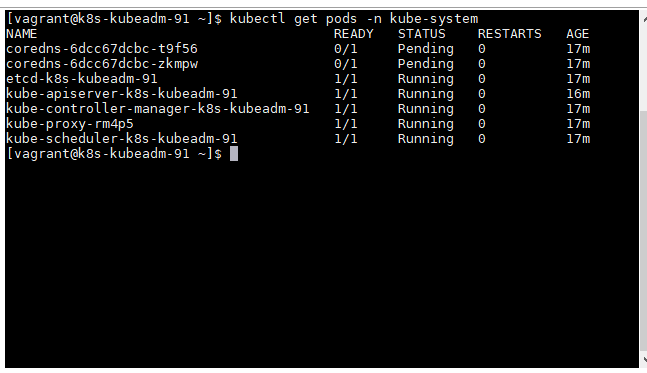 [vagrant@k8s-kubeadm-91 ~]$ kubectl get pods -n kube-system
NAME READY STATUS RESTARTS AGE
coredns-6dcc67dcbc-t9f56 0/1 Pending 0 17m
coredns-6dcc67dcbc-zkmpw 0/1 Pending 0 17m
etcd-k8s-kubeadm-91 1/1 Running 0 17m
kube-apiserver-k8s-kubeadm-91 1/1 Running 0 16m
kube-controller-manager-k8s-kubeadm-91 1/1 Running 0 17m
kube-proxy-rm4p5 1/1 Running 0 17m
kube-scheduler-k8s-kubeadm-91 1/1 Running 0 17m
[vagrant@k8s-kubeadm-91 ~]$